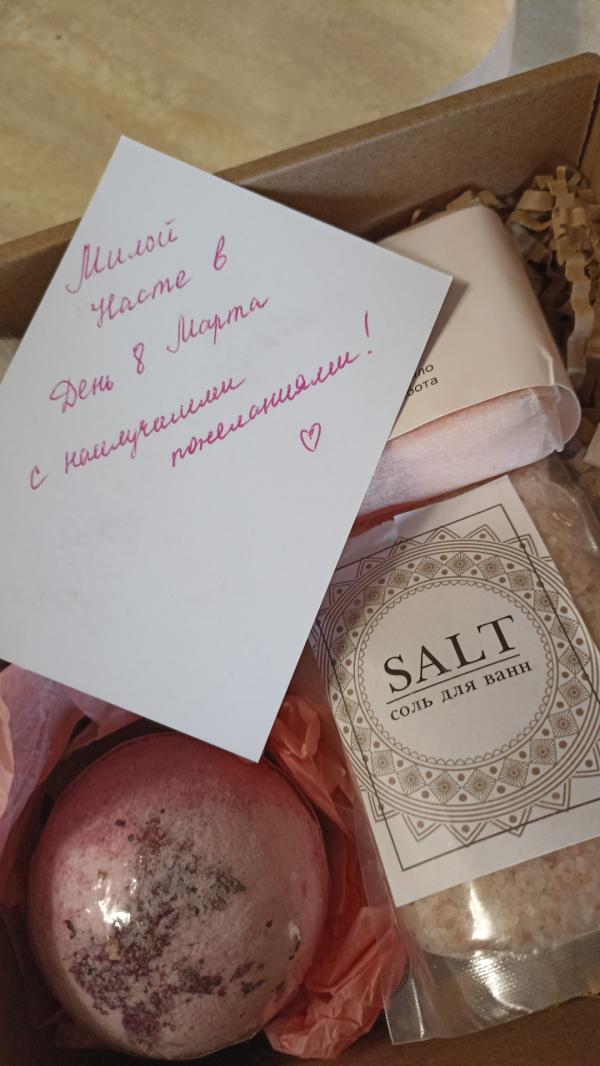 Милой
Насте в
День 8 Марта
с наилучшими
пожеланиями!
SALT
соль для ванн